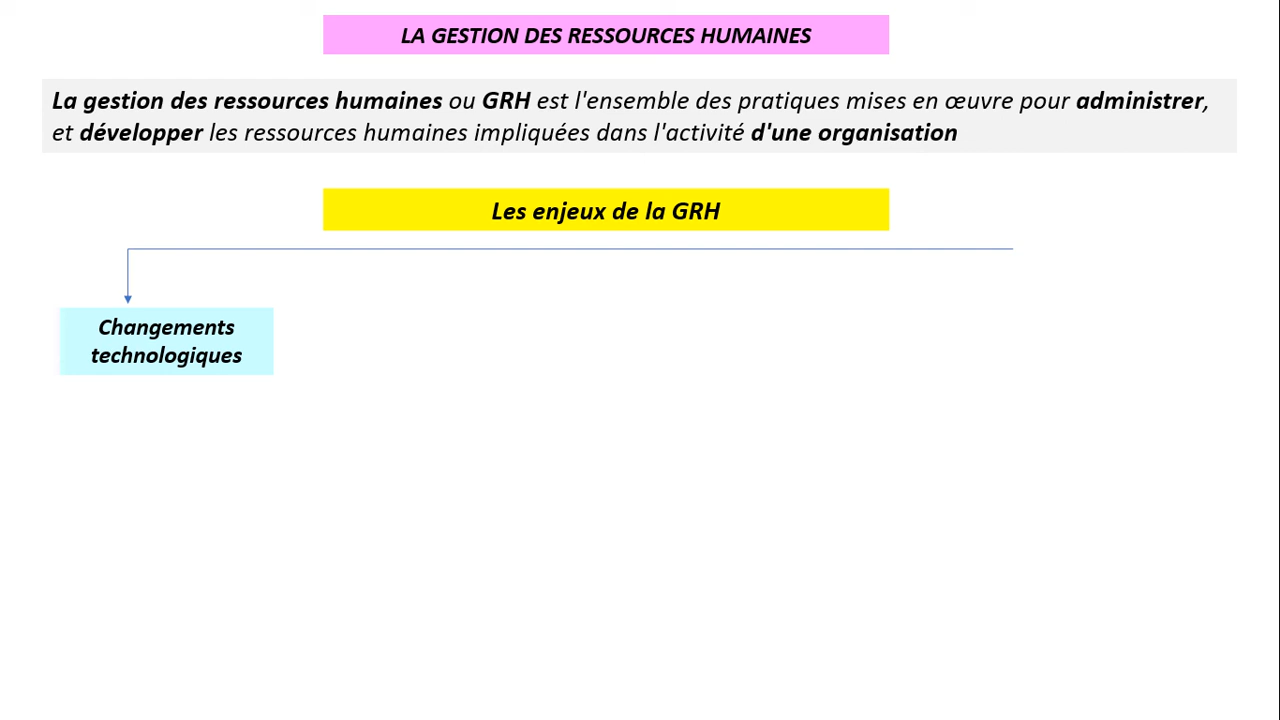 LA GESTION DES RESSOURCES HUMAINES
La gestion des ressources humaines ou GRH est l'ensemble des pratiques mises en œuvre pour administrer,
et développer les ressources humaines impliquées dans l'activité d'une organisation
Les enjeux de la GRH
Changements
technologiques